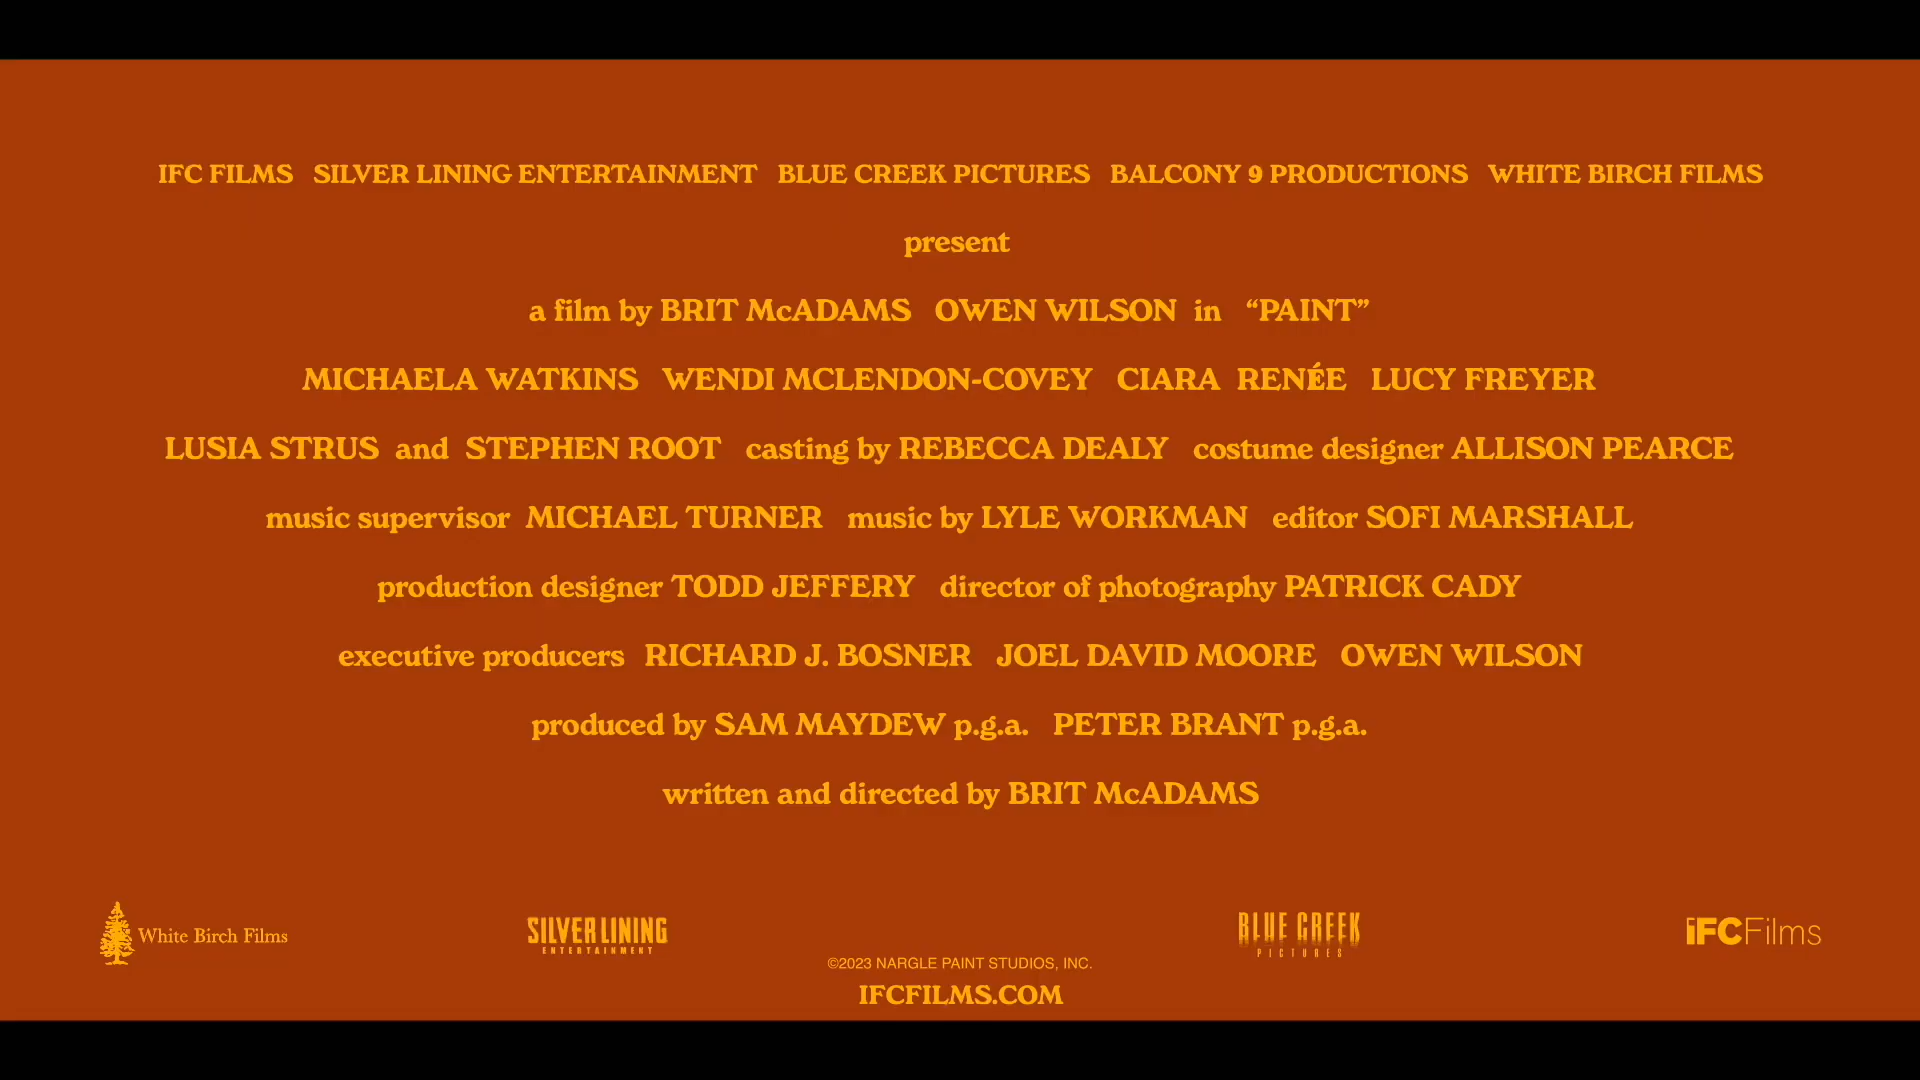 IFC FILMS SILVER LINING ENTERTAINMENT BLUE CREEK PICTURES BALCONY 9 PRODUCTIONS WHITE BIRCH FILMS
present
a film by BRIT McADAMS OWEN WILSON in “PAINT”
MICHAELA WATKINS WENDI MCLENDON-COVEY CIARA RENÉE LUCY FREYER
LUSIA STRUS and STEPHEN ROOT casting by REBECCA DEALY costume designer ALLISON PEARCE
music supervisor MICHAEL TURNER music by LYLE WORKMAN editor SOFI MARSHALL
production designer TODD JEFFERY director of photography PATRICK CADY
executive producers RICHARD J. BOSNER JOEL DAVID MOORE OWEN WILSON
produced by SAM MAYDEW p.g.a. PETER BRANT p.g.a.
written and directed by BRIT McADAMS
White Birch Films
SILVER LINING
ENTERTAINMENT
BLUE CREEK
PICTURES
IFC Films
©2023 NARGLE PAINT STUDIOS, INC.
IFCFILMS.COM